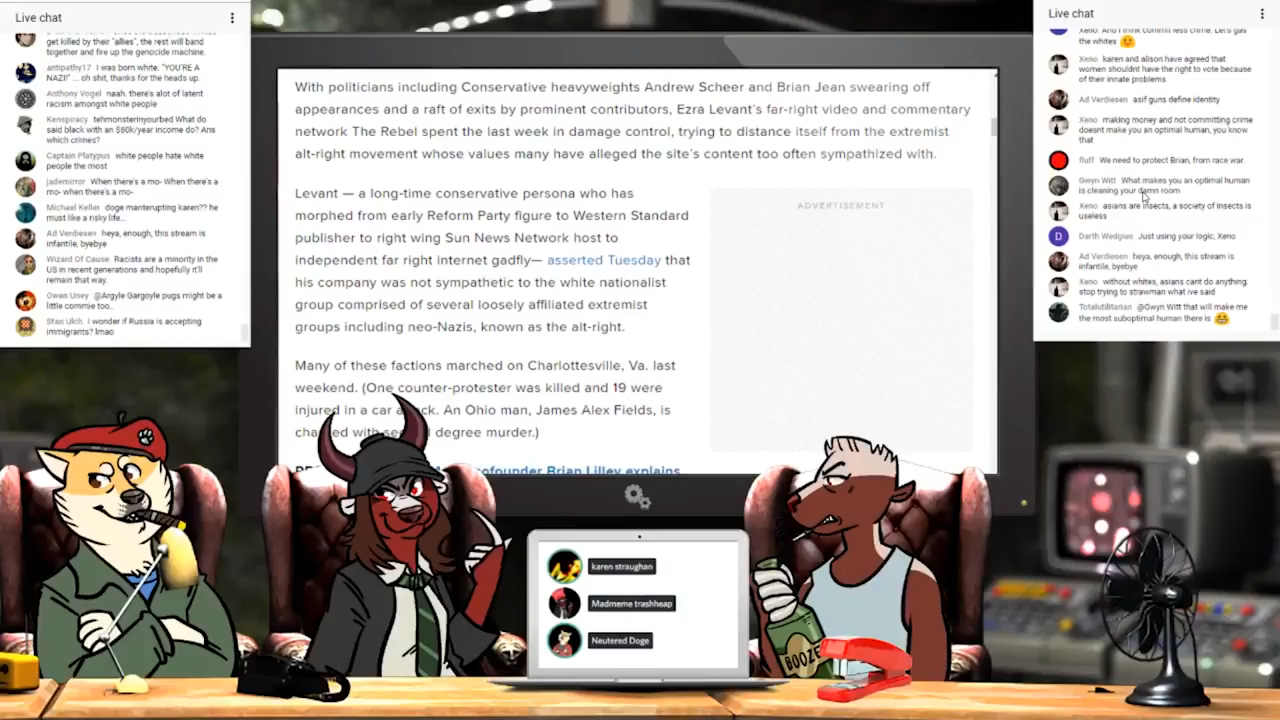 Live chat
get killed by their "allies", the rest will band
together and fire up the genocide machine.
antipathy17 I was born white. "YOU'RE A
NAZI!" ... oh shit, thanks for the heads up.
Anthony Vogel naah. there's alot of latent
racism amongst white people
Kenspiracy tehmonsterinyourbed What do
said black with an $80k/year income do? Ans
which crimes?
Captain Platypus white people hate white
people the most
jademirror When there's a mo- When there's a
mo- when there's a mo-
Michael Keller doge manterupting karen?? he
must like a risky life...
Ad Verdiesen heya, enough, this stream is
infantile, byebye
Wizard Of Cause Racists are a minority in the
US in recent generations and hopefully it'll
remain that way.
Owen Uney @Argyle Gargoyle pugs might be a
little commie too..
Stan Ulch I wonder if Russia is accepting
immigrants? lmao
With politicians including Conservative heavyweights Andrew Scheer and Brian Jean swearing off
appearances and a raft of exits by prominent contributors, Ezra Levant's far-right video and commentary
network The Rebel spent the last week in damage control, trying to distance itself from the extremist
alt-right movement whose values many have alleged the site's content too often sympathized with.
Levant — a long-time conservative persona who has
morphed from early Reform Party figure to Western Standard
publisher to right wing Sun News Network host to
independent far right internet gadfly— asserted Tuesday that
his company was not sympathetic to the white nationalist
group comprised of several loosely affiliated extremist
groups including neo-Nazis, known as the alt-right.
Many of these factions marched on Charlottesville, Va. last
weekend. (One counter-protester was killed and 19 were
injured in a car
An Ohio man, James Alex Fields, is
degree murder.)
cofounder Brian Lilley explains
ADVERTISEMENT
Live chat
Xeno And I think commit less crime. Let's gas
the whites
Xeno karen and alison have agreed that
women shouldnt have the right to vote because
of their innate problems
Ad Verdiesen asif guns define identity
Xeno making money and not committing crime
doesnt make you an optimal human, you know
that
fluff We need to protect Brian, from race war.
Gwyn Witt What makes you an optimal human
is cleaning your damn room
Xeno asians are insects, a society of insects is
useless
D Darth Wedgius Just using your logic, Xeno
Ad Verdiesen heya, enough, this stream is
infantile, byebye
Xeno without whites, asians cant do anything.
stop trying to strawman what ive said
Totalutilitarian @Gwyn Witt that will make me
the most suboptimal human there is
karen straughan
Madmeme trashheap
Neutered Doge
BOOZE